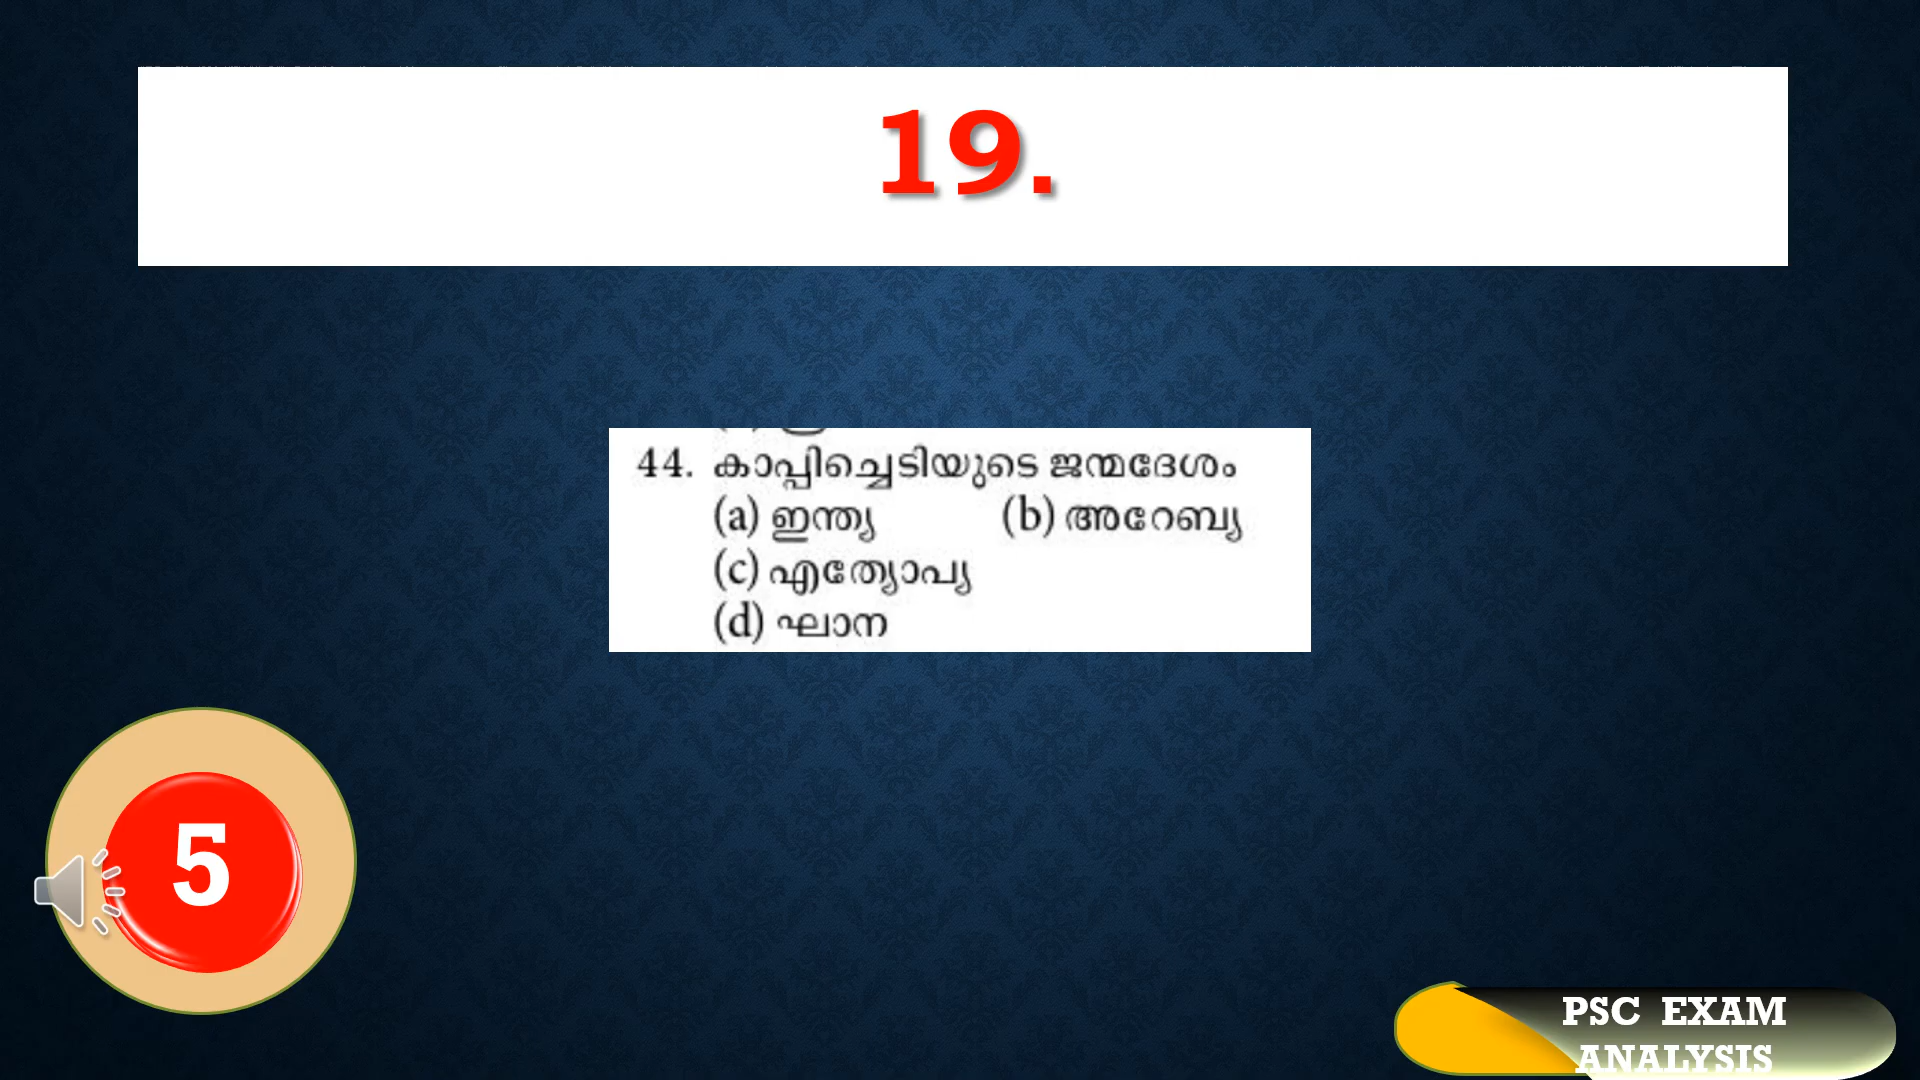 19.
44. കാപ്പിച്ചെടിയുടെ ജന്മദേശം
(a) ഇന്ത്യ (b) അറേബ്യ
(c) എത്യോപ്യ
(d) ഘാന
5
PSC EXAM
ANALYSIS